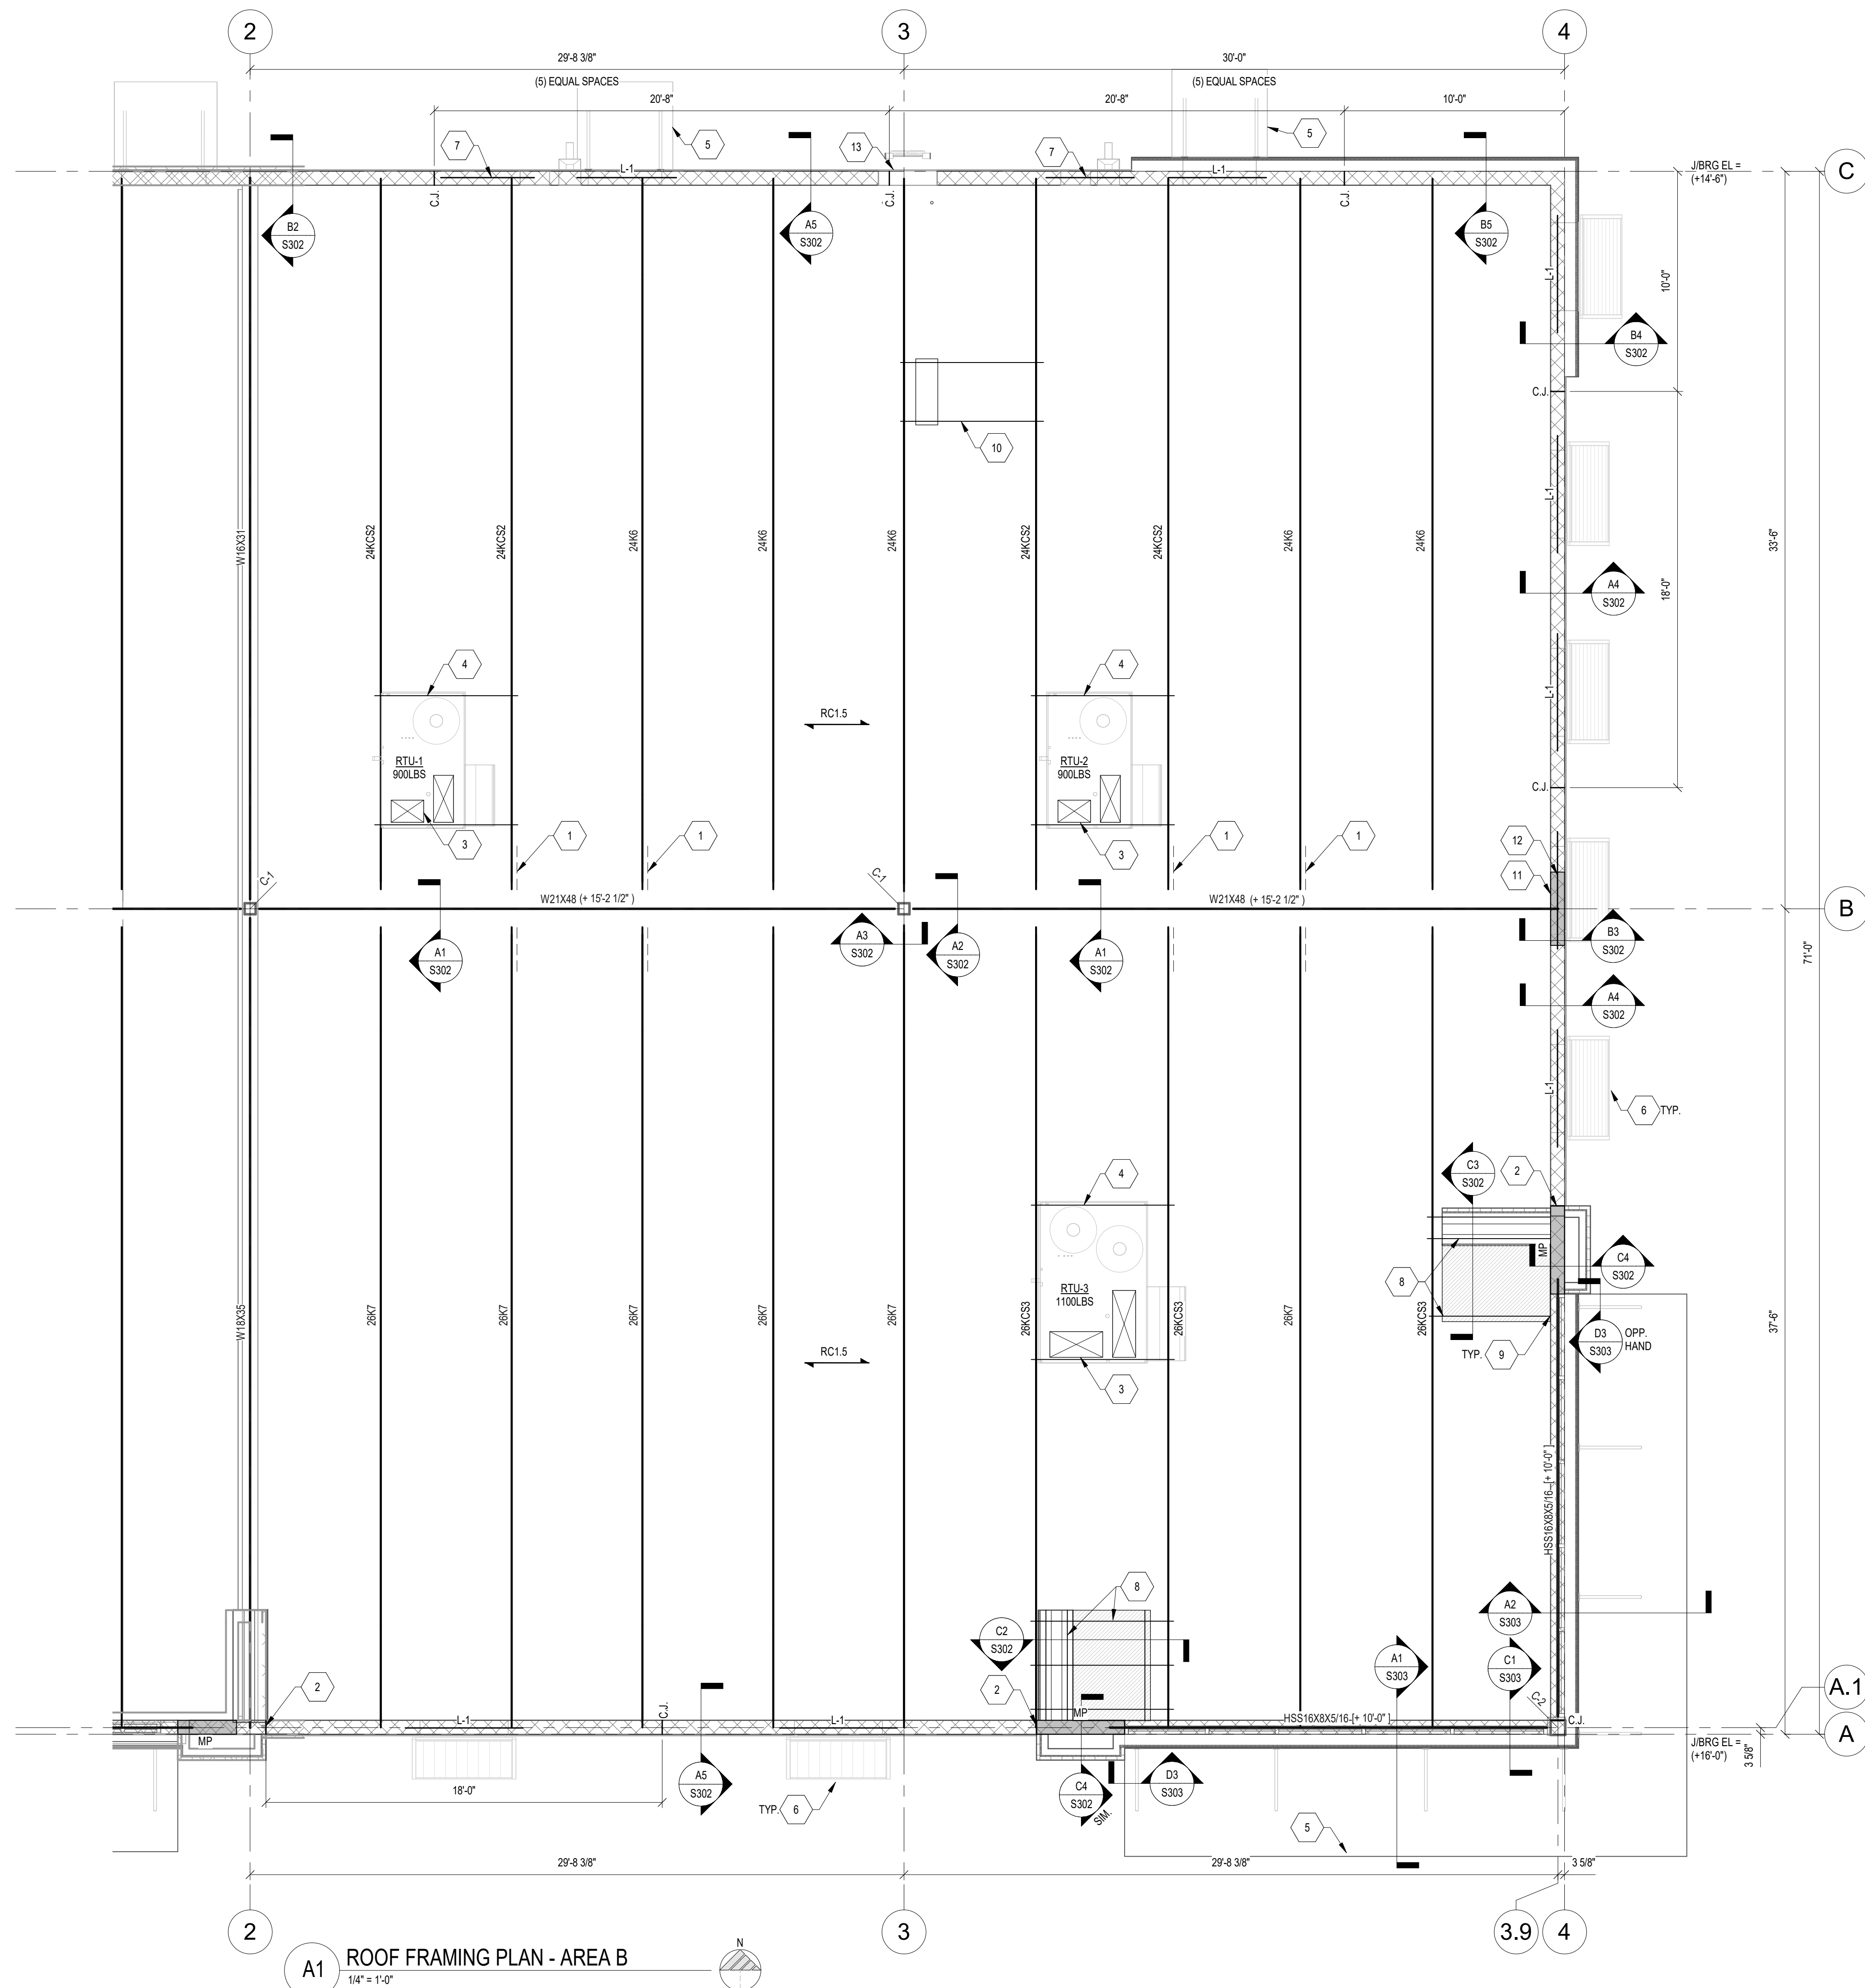 2
3
4
29'-8 3/8"
30'-0"
(5) EQUAL SPACES
(5) EQUAL SPACES
20'-8"
20'-8"
10'-0"
7
5
13
7
5
L-1
L-1
J/BRG EL =
(+14'-6")
C
C.J.
C.J.
C.J.
B2
S302
A5
S302
B5
S302
L-1
10'-0"
B4
S302
C.J.
10
W16X31
24KCS2
24KCS2
24K6
24K6
24K6
24KCS2
24KCS2
24K6
24K6
L-1
33'-6"
A4
S302
18'-0"
4
4
L-1
RC1.5
RTU-1
900LBS
RTU-2
900LBS
C.J.
3
1
1
3
1
1
12
11
C-1
C-1
W21X48 (+ 15'-2 1/2" )
W21X48 (+ 15'-2 1/2" )
B
A1
S302
A3
S302
A2
S302
A1
S302
B3
S302
71'-0"
A4
S302
L-1
6
TYP.
C3
S302
2
4
MP
C4
S302
8
RTU-3
1100LBS
W18X35
26K7
26K7
26K7
26K7
26K7
26KCS3
26KCS3
26K7
26KCS3
37'-6"
D3
S303
OPP.
HAND
RC1.5
TYP.
9
3
HSS16X8X5/16 [+ 10'-0" ]
8
A2
S303
C2
S302
A1
S303
C1
S303
2
2
C-2
A.1
L-1
C.J.
L-1
MP
HSS16X8X5/16 [+ 10'-0" ]
C.J.
A
MP
J/BRG EL =
(+16'-0")
3 5/8"
18'-0"
A5
S302
TYP.
6
C4
S302
SIM.
D3
S303
5
29'-8 3/8"
29'-8 3/8"
3 5/8"
2
3
3.9
4
A1
ROOF FRAMING PLAN - AREA B
1/4" = 1'-0"
N